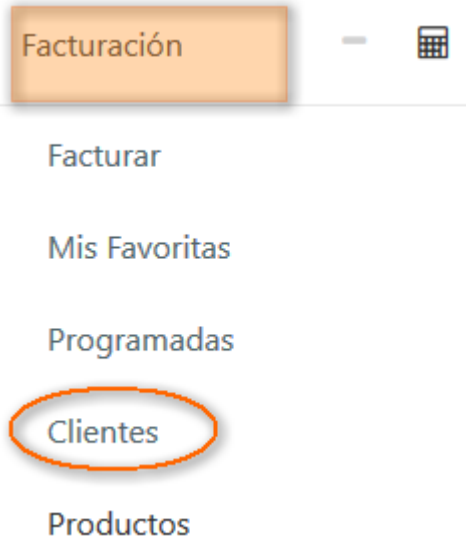 Facturación
Facturar
Mis Favoritas
Programadas
Clientes
Productos